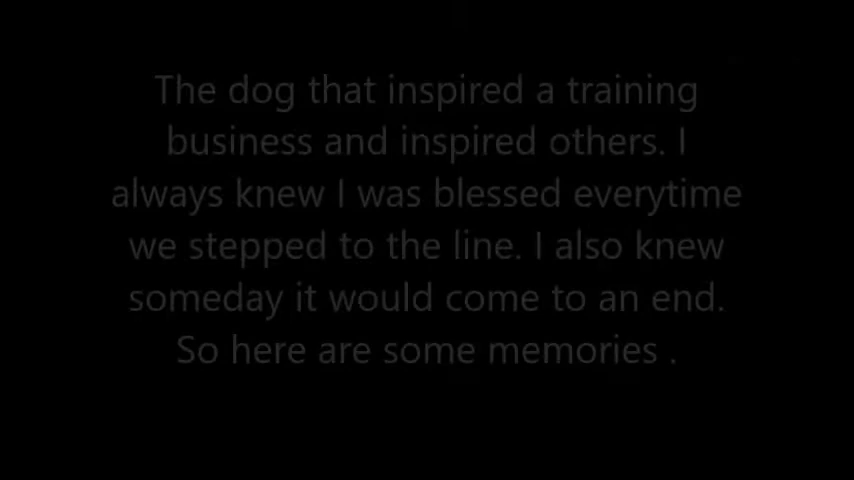 The dog that inspired a training
business and inspired others. I
always knew I was blessed everytime
we stepped to the line. I also knew
someday it would come to an end.
So here are some memories .